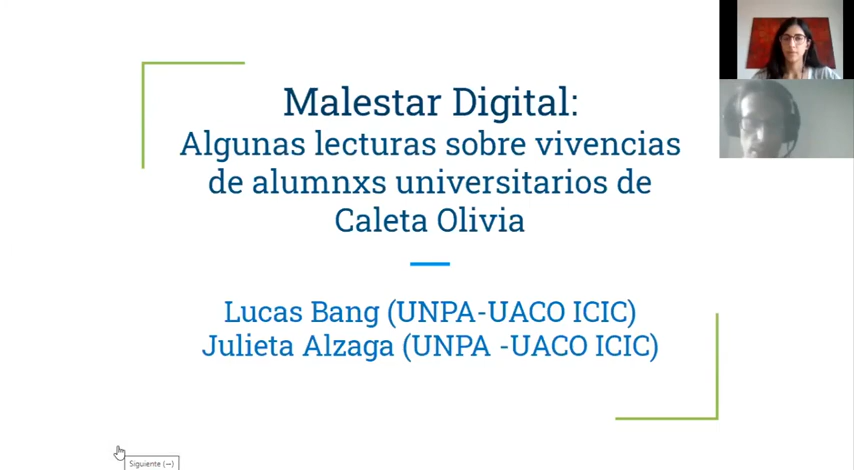 Malestar Digital:
Algunas lecturas sobre vivencias
de alumnxs universitarios de
Caleta Olivia
Lucas Bang (UNPA-UACO ICIC)
Julieta Alzaga (UNPA -UACO ICIC)
Siguiente (→)